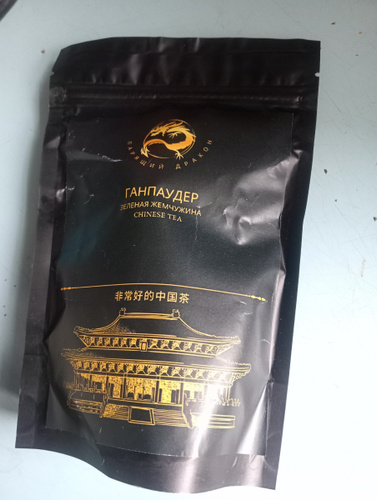 ПАРЯЩИЙ ДРАКОН
ГАНПАУДЕР
ЗЕЛЕНАЯ ЖЕМЧУЖИНА
CHINESE TEA
非常好的中国茶